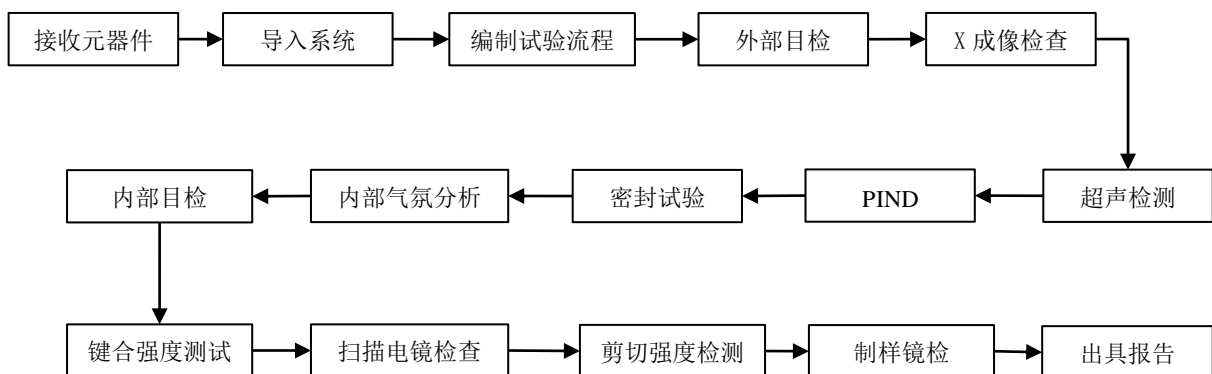 接收元器件
导入系统
编制试验流程
外部目检
X 成像检查
超声检测
PIND
密封试验
内部气氛分析
内部目检
键合强度测试
扫描电镜检查
剪切强度检测
制样镜检
出具报告